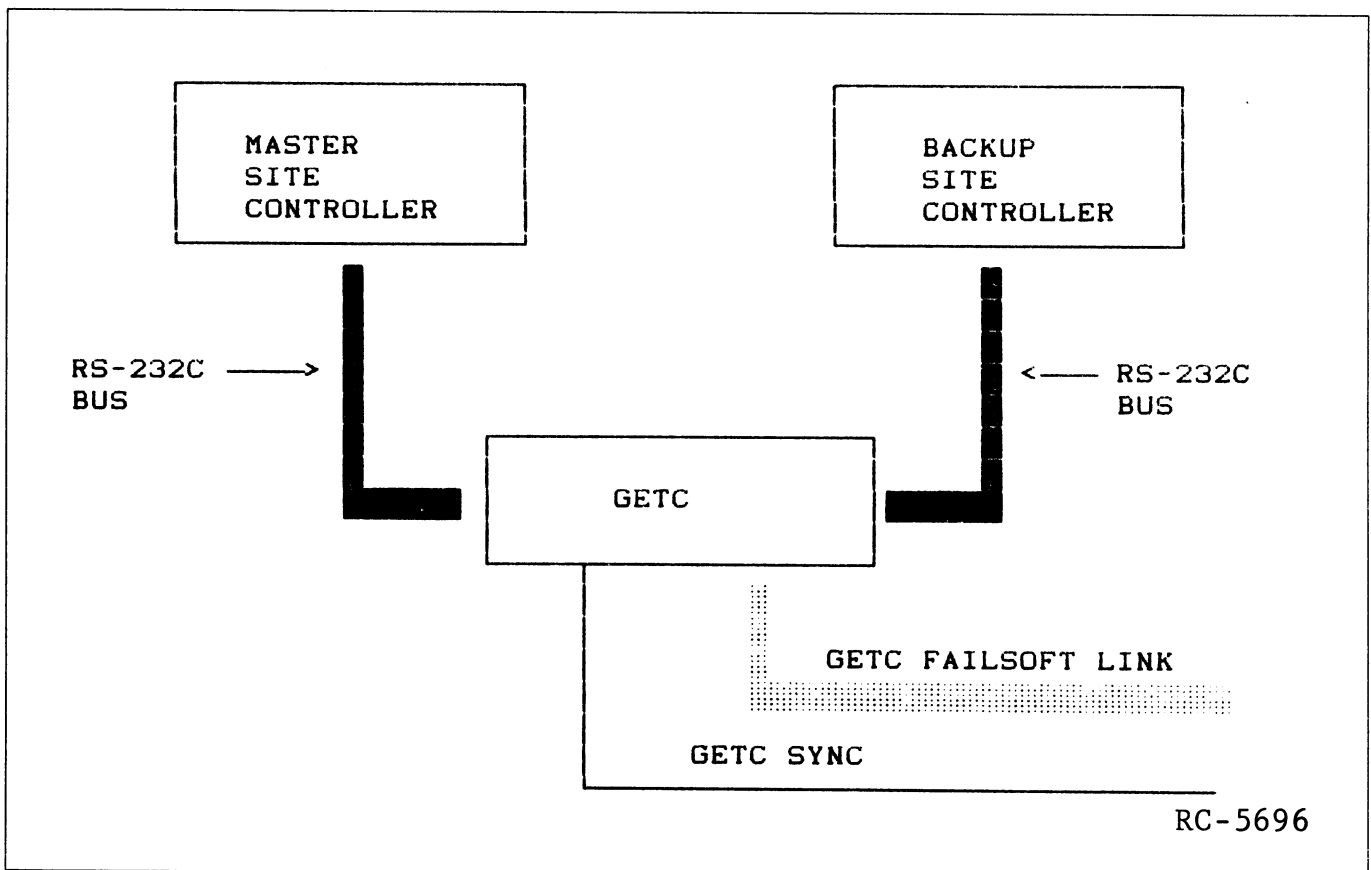 MASTER
SITE
CONTROLLER
BACKUP
SITE
CONTROLLER
RS-232C
BUS
RS-232C
BUS
GETC
GETC FAILSOFT LINK
GETC SYNC
RC-5696